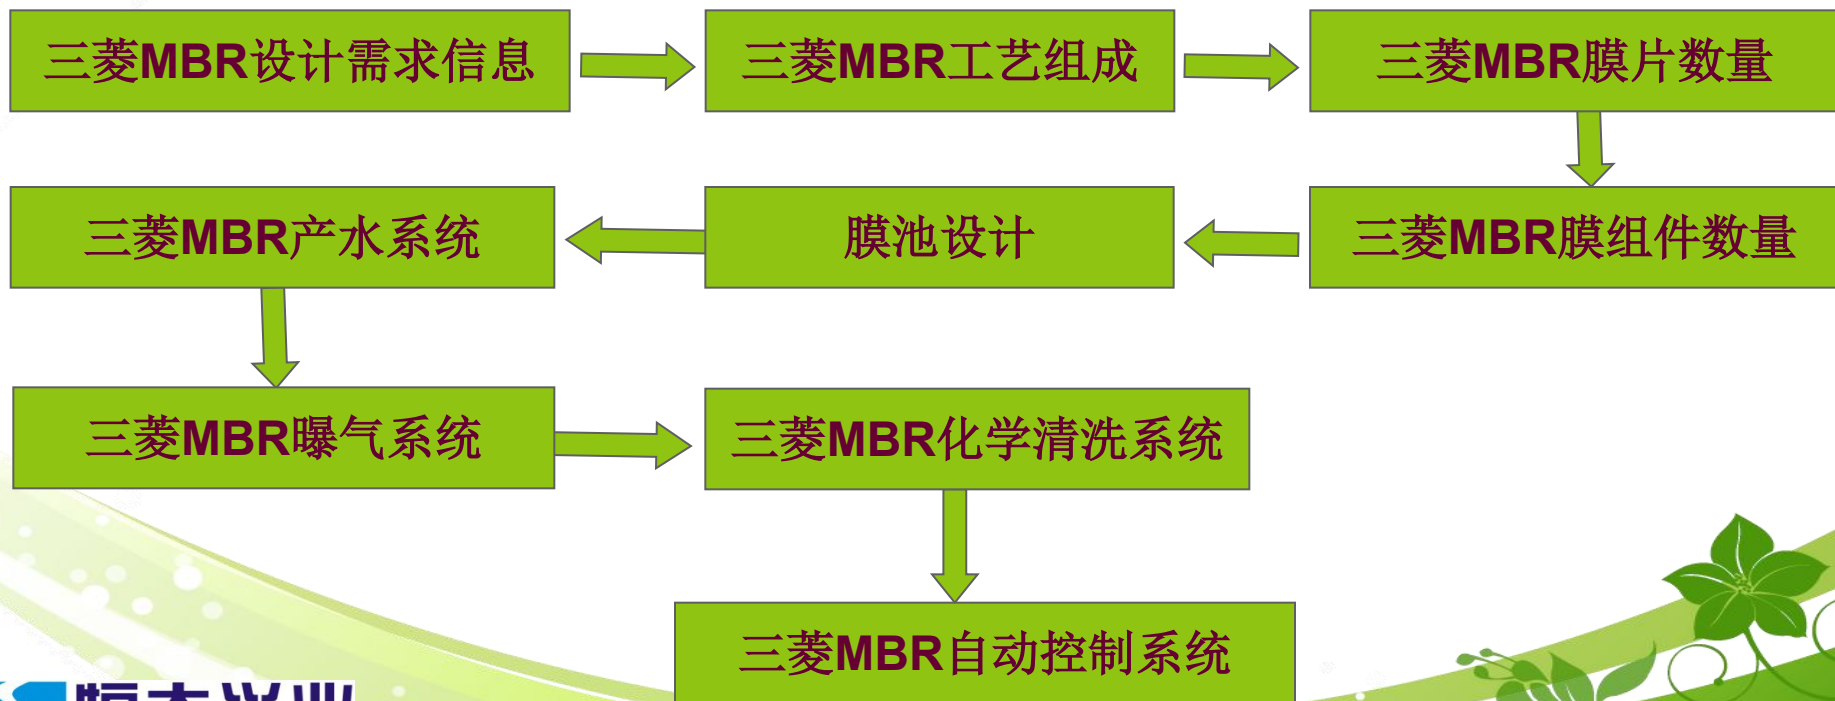 三菱MBR设计需求信息
三菱MBR工艺组成
三菱MBR膜片数量
三菱MBR膜组件数量
膜池设计
三菱MBR产水系统
三菱MBR曝气系统
三菱MBR化学清洗系统
三菱MBR自动控制系统